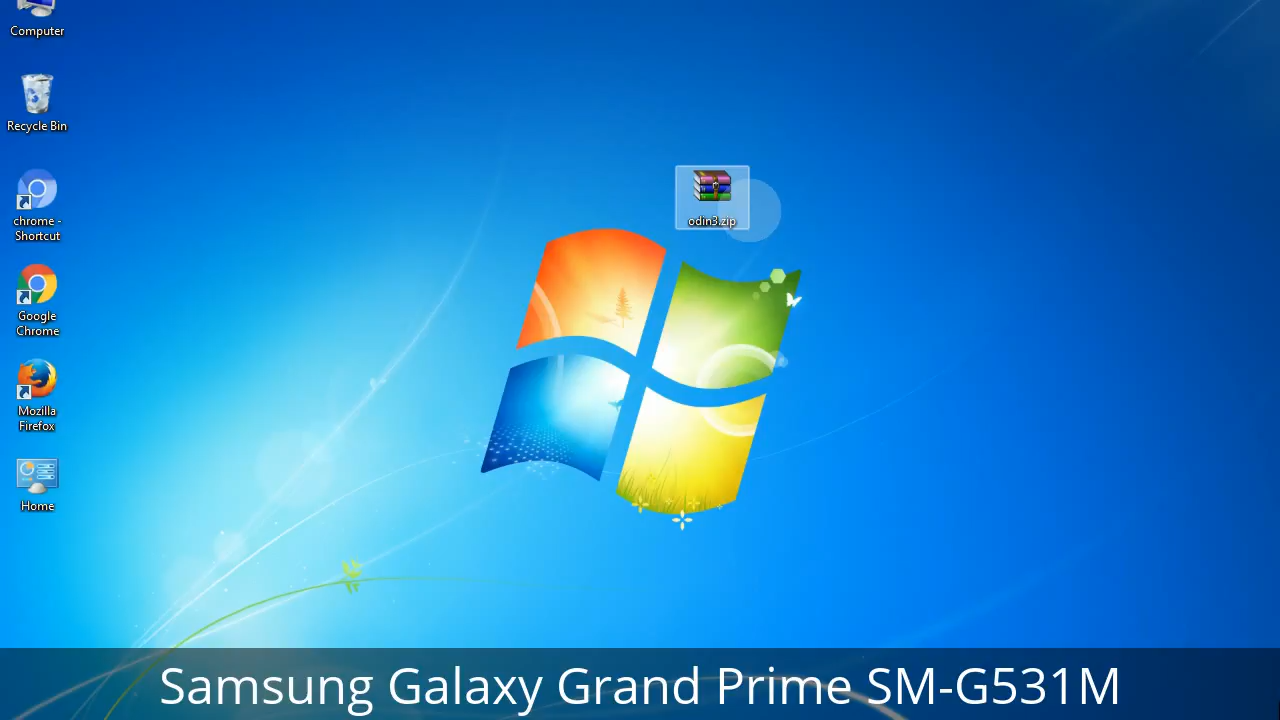 Computer
Recycle Bin
chrome -
Shortcut
Google
Chrome
Mozilla
Firefox
Home
odin3.zip
Samsung Galaxy Grand Prime SM-G531M